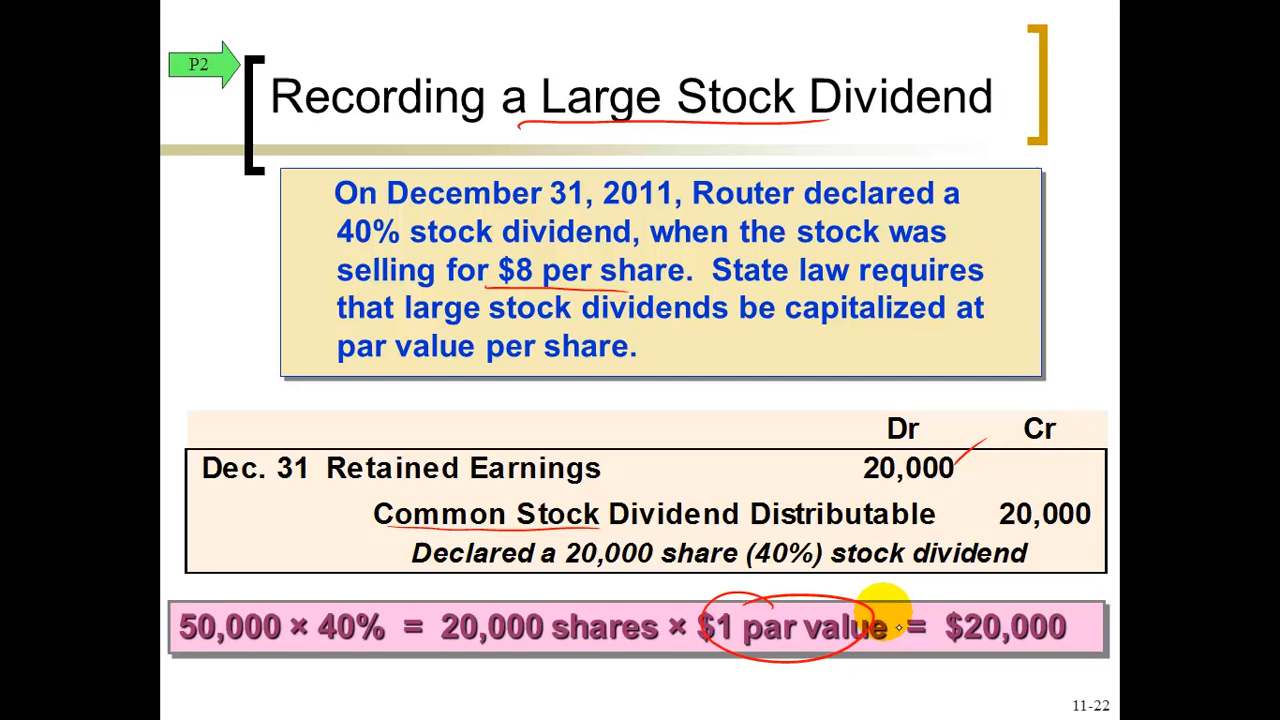 P2
Recording a Large Stock Dividend
On December 31, 2011, Router declared a
40% stock dividend, when the stock was
selling for $8 per share. State law requires
that large stock dividends be capitalized at
par value per share.
Dr Cr
Dec. 31 Retained Earnings 20,000
Common Stock Dividend Distributable 20,000
Declared a 20,000 share (40%) stock dividend
50,000 × 40% = 20,000 shares × $1 par value = $20,000
11-22